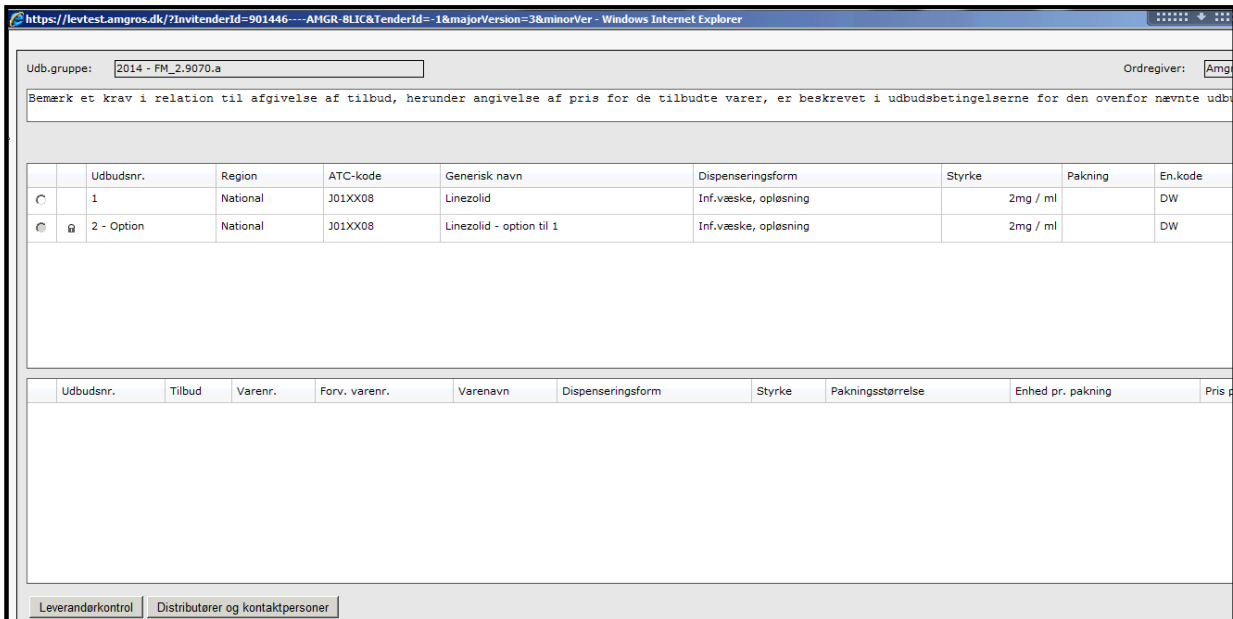 https://levtest.amgros.dk/?InvitenderId=901446----AMGR-8LIC&TenderId=-1&majorVersion=3&minorVer - Windows Internet Explorer
Udb.gruppe: 2014 - FM_2.9070.a Ordregiver: Amgr
Bemærk et krav i relation til afgivelse af tilbud, herunder angivelse af pris for de tilbudte varer, er beskrevet i udbudsbetingelserne for den ovenfor nævnte udbu
Udbudsnr. Region ATC-kode Generisk navn Dispenseringsform Styrke Pakning En.kode
1 National J01XX08 Linezolid Inf.væske, opløsning 2mg / ml DW
2 - Option National J01XX08 Linezolid - option til 1 Inf.væske, opløsning 2mg / ml DW
Udbudsnr. Tilbud Varenr. Forv. varenr. Varenavn Dispenseringsform Styrke Pakningsstørrelse Enhed pr. pakning Pris p
Leverandørkontrol Distributører og kontaktpersoner